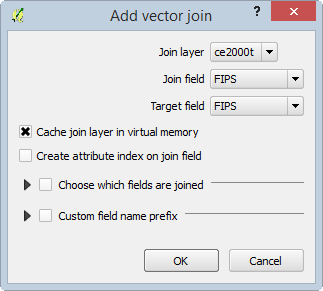 Add vector join
Join layer ce2000t
Join field FIPS
Target field FIPS
Cache join layer in virtual memory
Create attribute index on join field
Choose which fields are joined
Custom field name prefix
OK Cancel